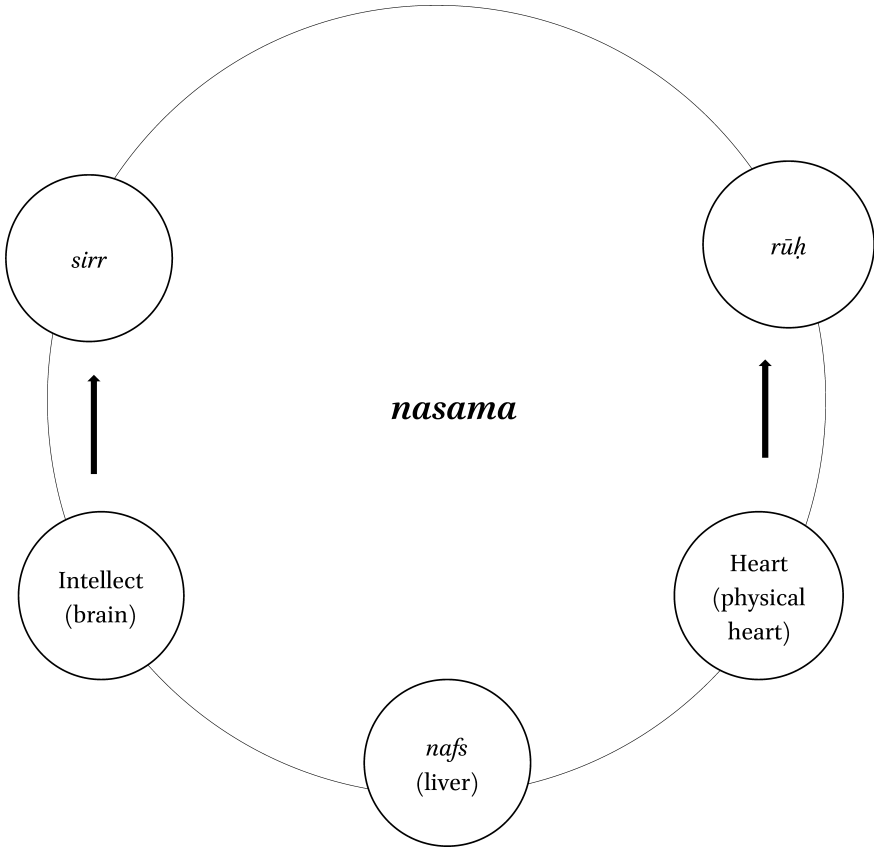 sirr
rūḥ
nasama
Intellect
(brain)
Heart
(physical
heart)
nafs
(liver)